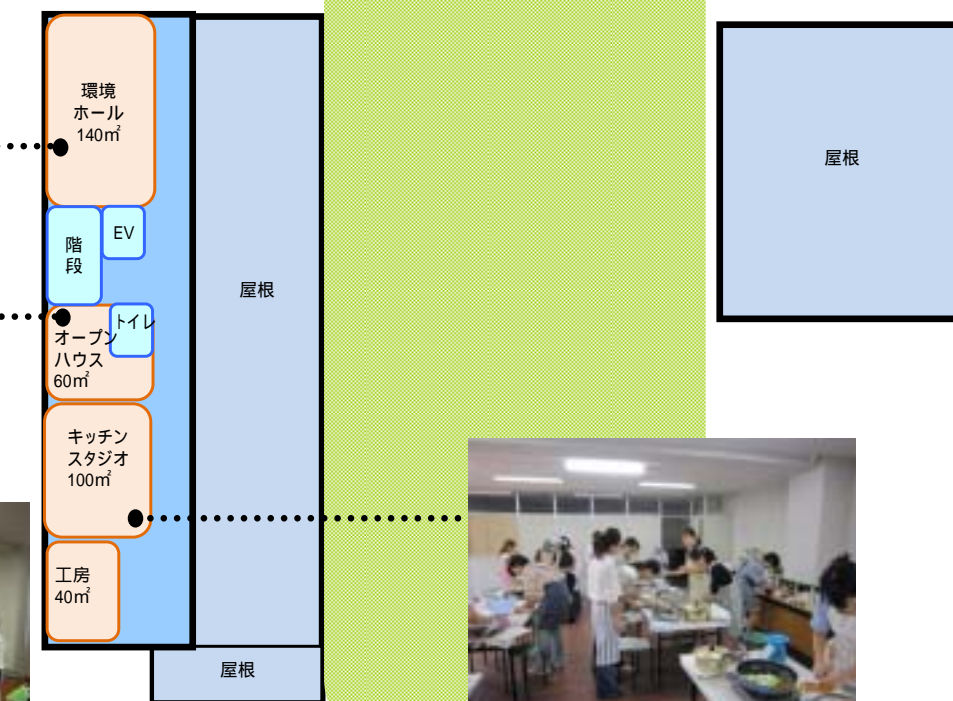 環境
ホール
140㎡
階
段
EV
トイレ
オープン
ハウス
60㎡
キッチン
スタジオ
100㎡
工房
40㎡
屋根
屋根
屋根